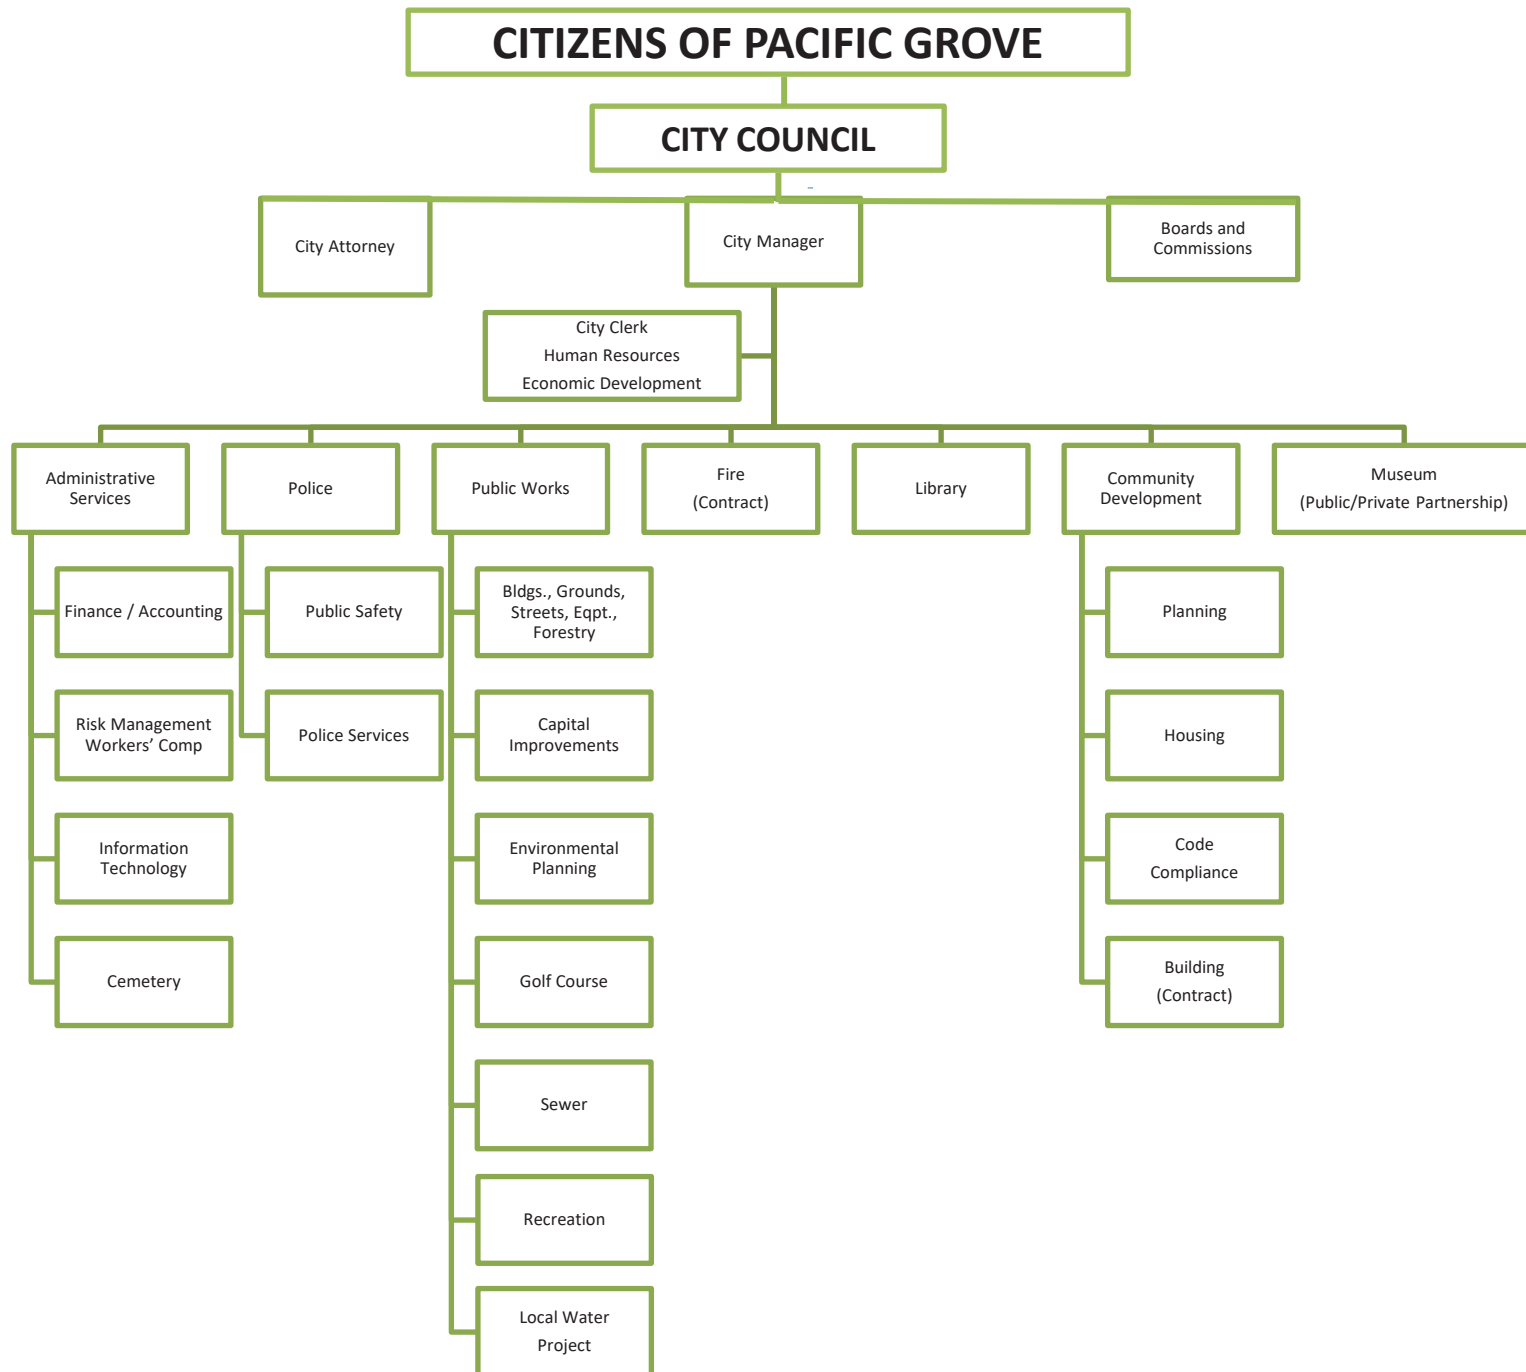 CITIZENS OF PACIFIC GROVE
CITY COUNCIL
-
City Attorney
City Manager
Boards and
Commissions
City Clerk
Human Resources
Economic Development
Administrative
Services
Police
Public Works
Fire
(Contract)
Library
Community
Development
Museum
(Public/Private Partnership)
Finance / Accounting
Risk Management
Workers’ Comp
Information
Technology
Cemetery
Public Safety
Police Services
Bldgs., Grounds,
Streets, Eqpt.,
Forestry
Capital
Improvements
Environmental
Planning
Golf Course
Sewer
Recreation
Local Water
Project
Planning
Housing
Code
Compliance
Building
(Contract)